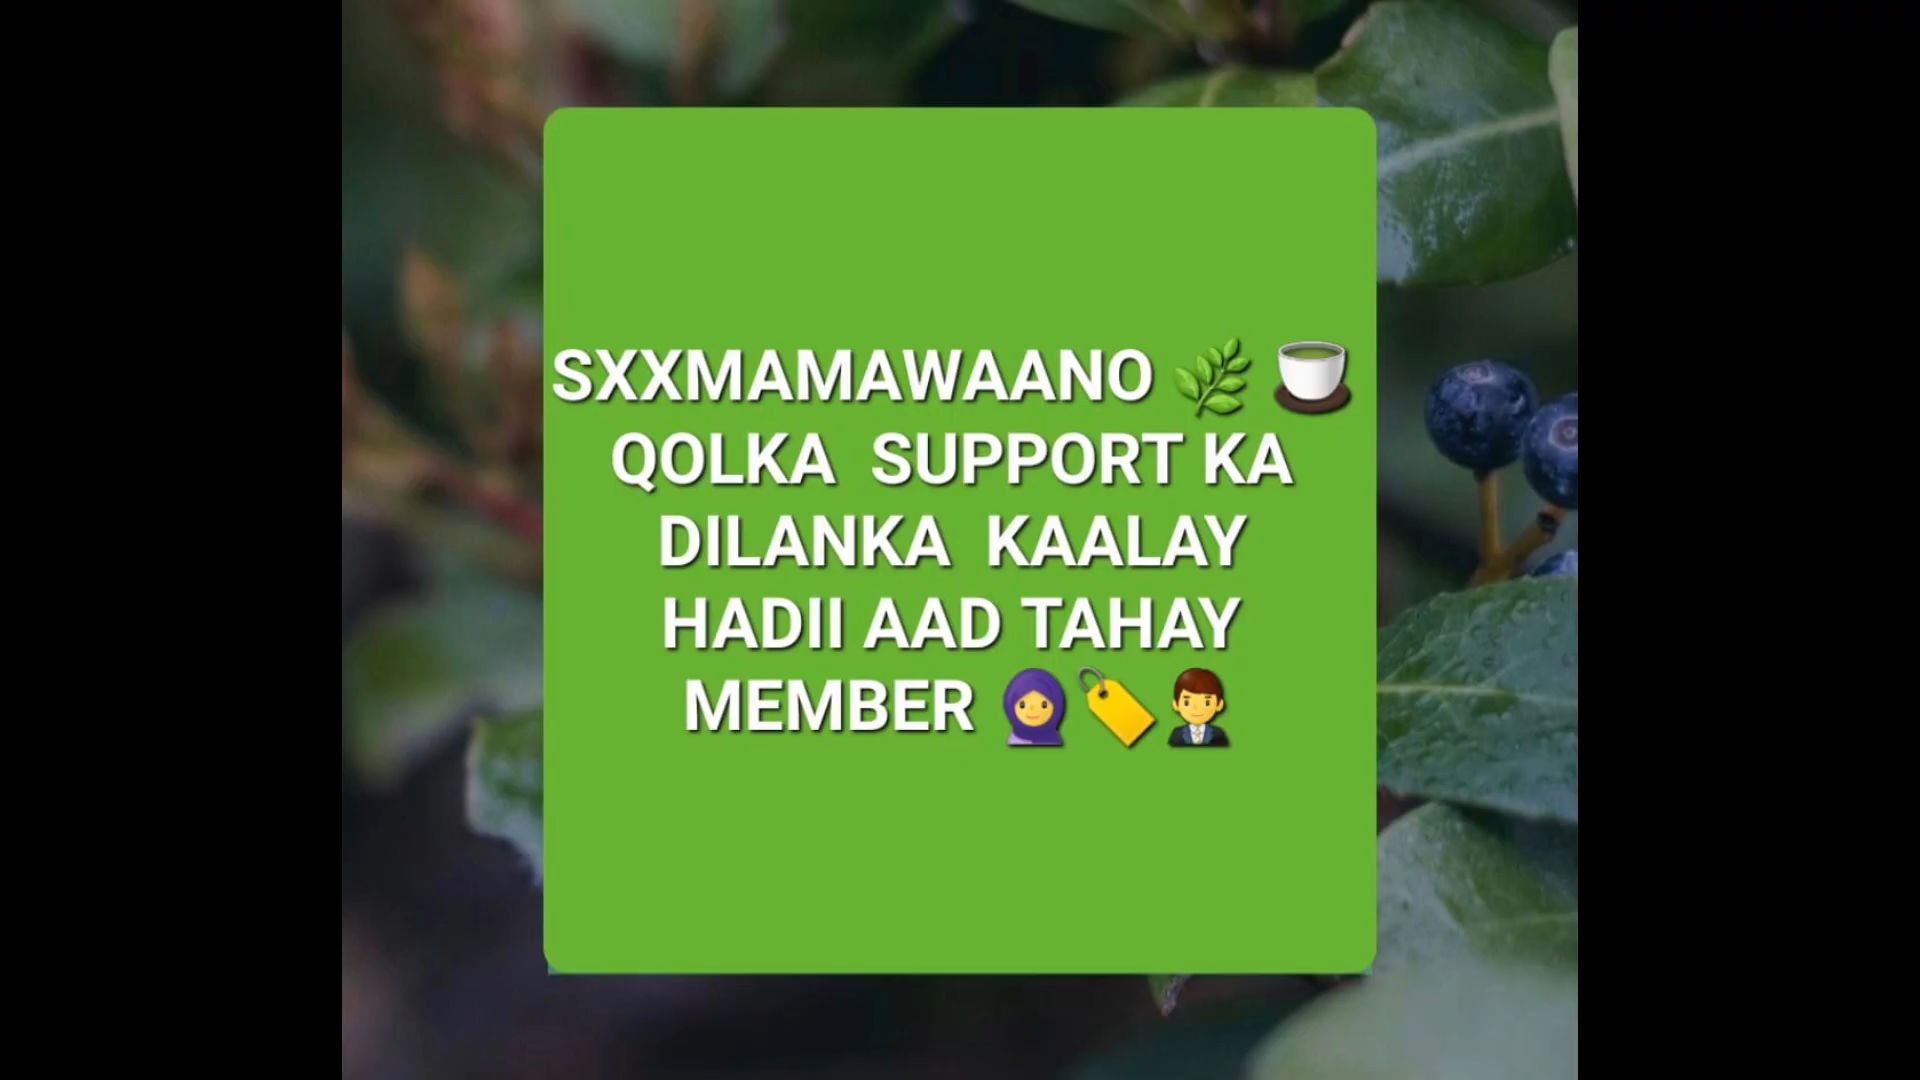 SXXMAMAWAANO 🌿 🍵
QOLKA SUPPORT KA
DILANKA KAALAY
HADII AAD TAHAY
MEMBER 🧕🏷️👨‍💼